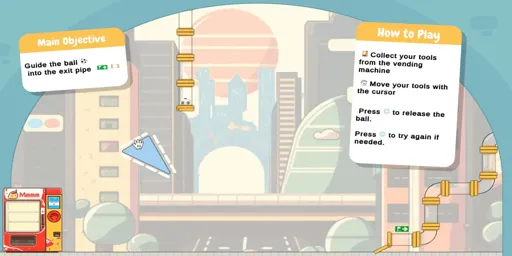 Main Objective
Guide the ball
into the exit pipe
How to Play
Collect your tools
from the vending
machine
Move your tools with
the cursor
Press to release the
ball.
Press to try again if
needed.